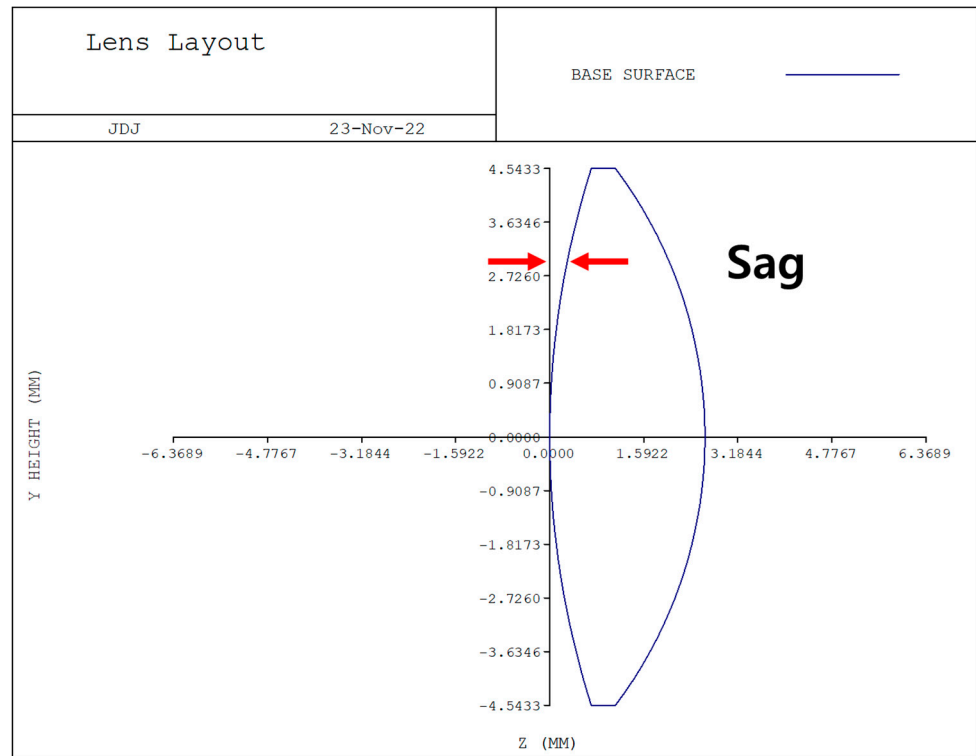 Lens Layout
BASE SURFACE
JDJ 23-Nov-22
4.5433
3.6346
Sag
2.7260
1.8173
0.9087
0.0000
-6.3689 -4.7767 -3.1844 -1.5922 0.0000 1.5922 3.1844 4.7767 6.3689
Y HEIGHT (MM)
-0.9087
-1.8173
-2.7260
-3.6346
-4.5433
Z (MM)